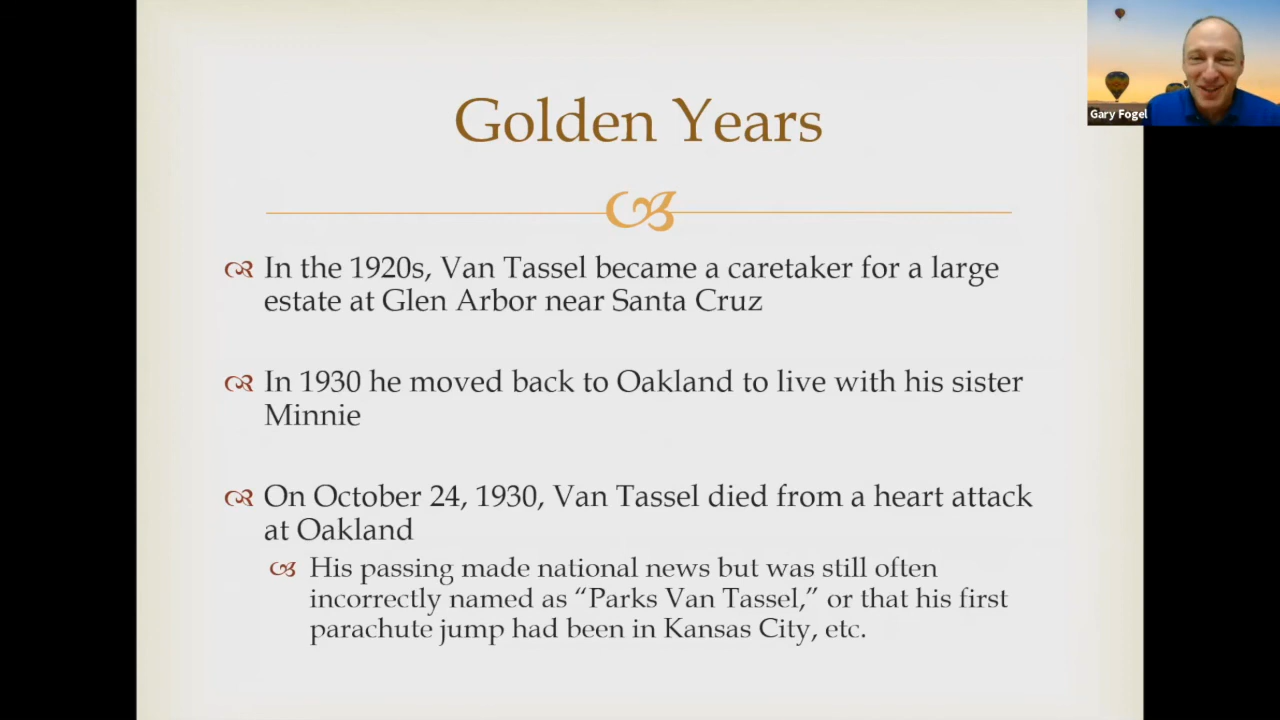 Golden Years
In the 1920s, Van Tassel became a caretaker for a large
estate at Glen Arbor near Santa Cruz
In 1930 he moved back to Oakland to live with his sister
Minnie
On October 24, 1930, Van Tassel died from a heart attack
at Oakland
His passing made national news but was still often
incorrectly named as “Parks Van Tassel,” or that his first
parachute jump had been in Kansas City, etc.
Gary Fogel